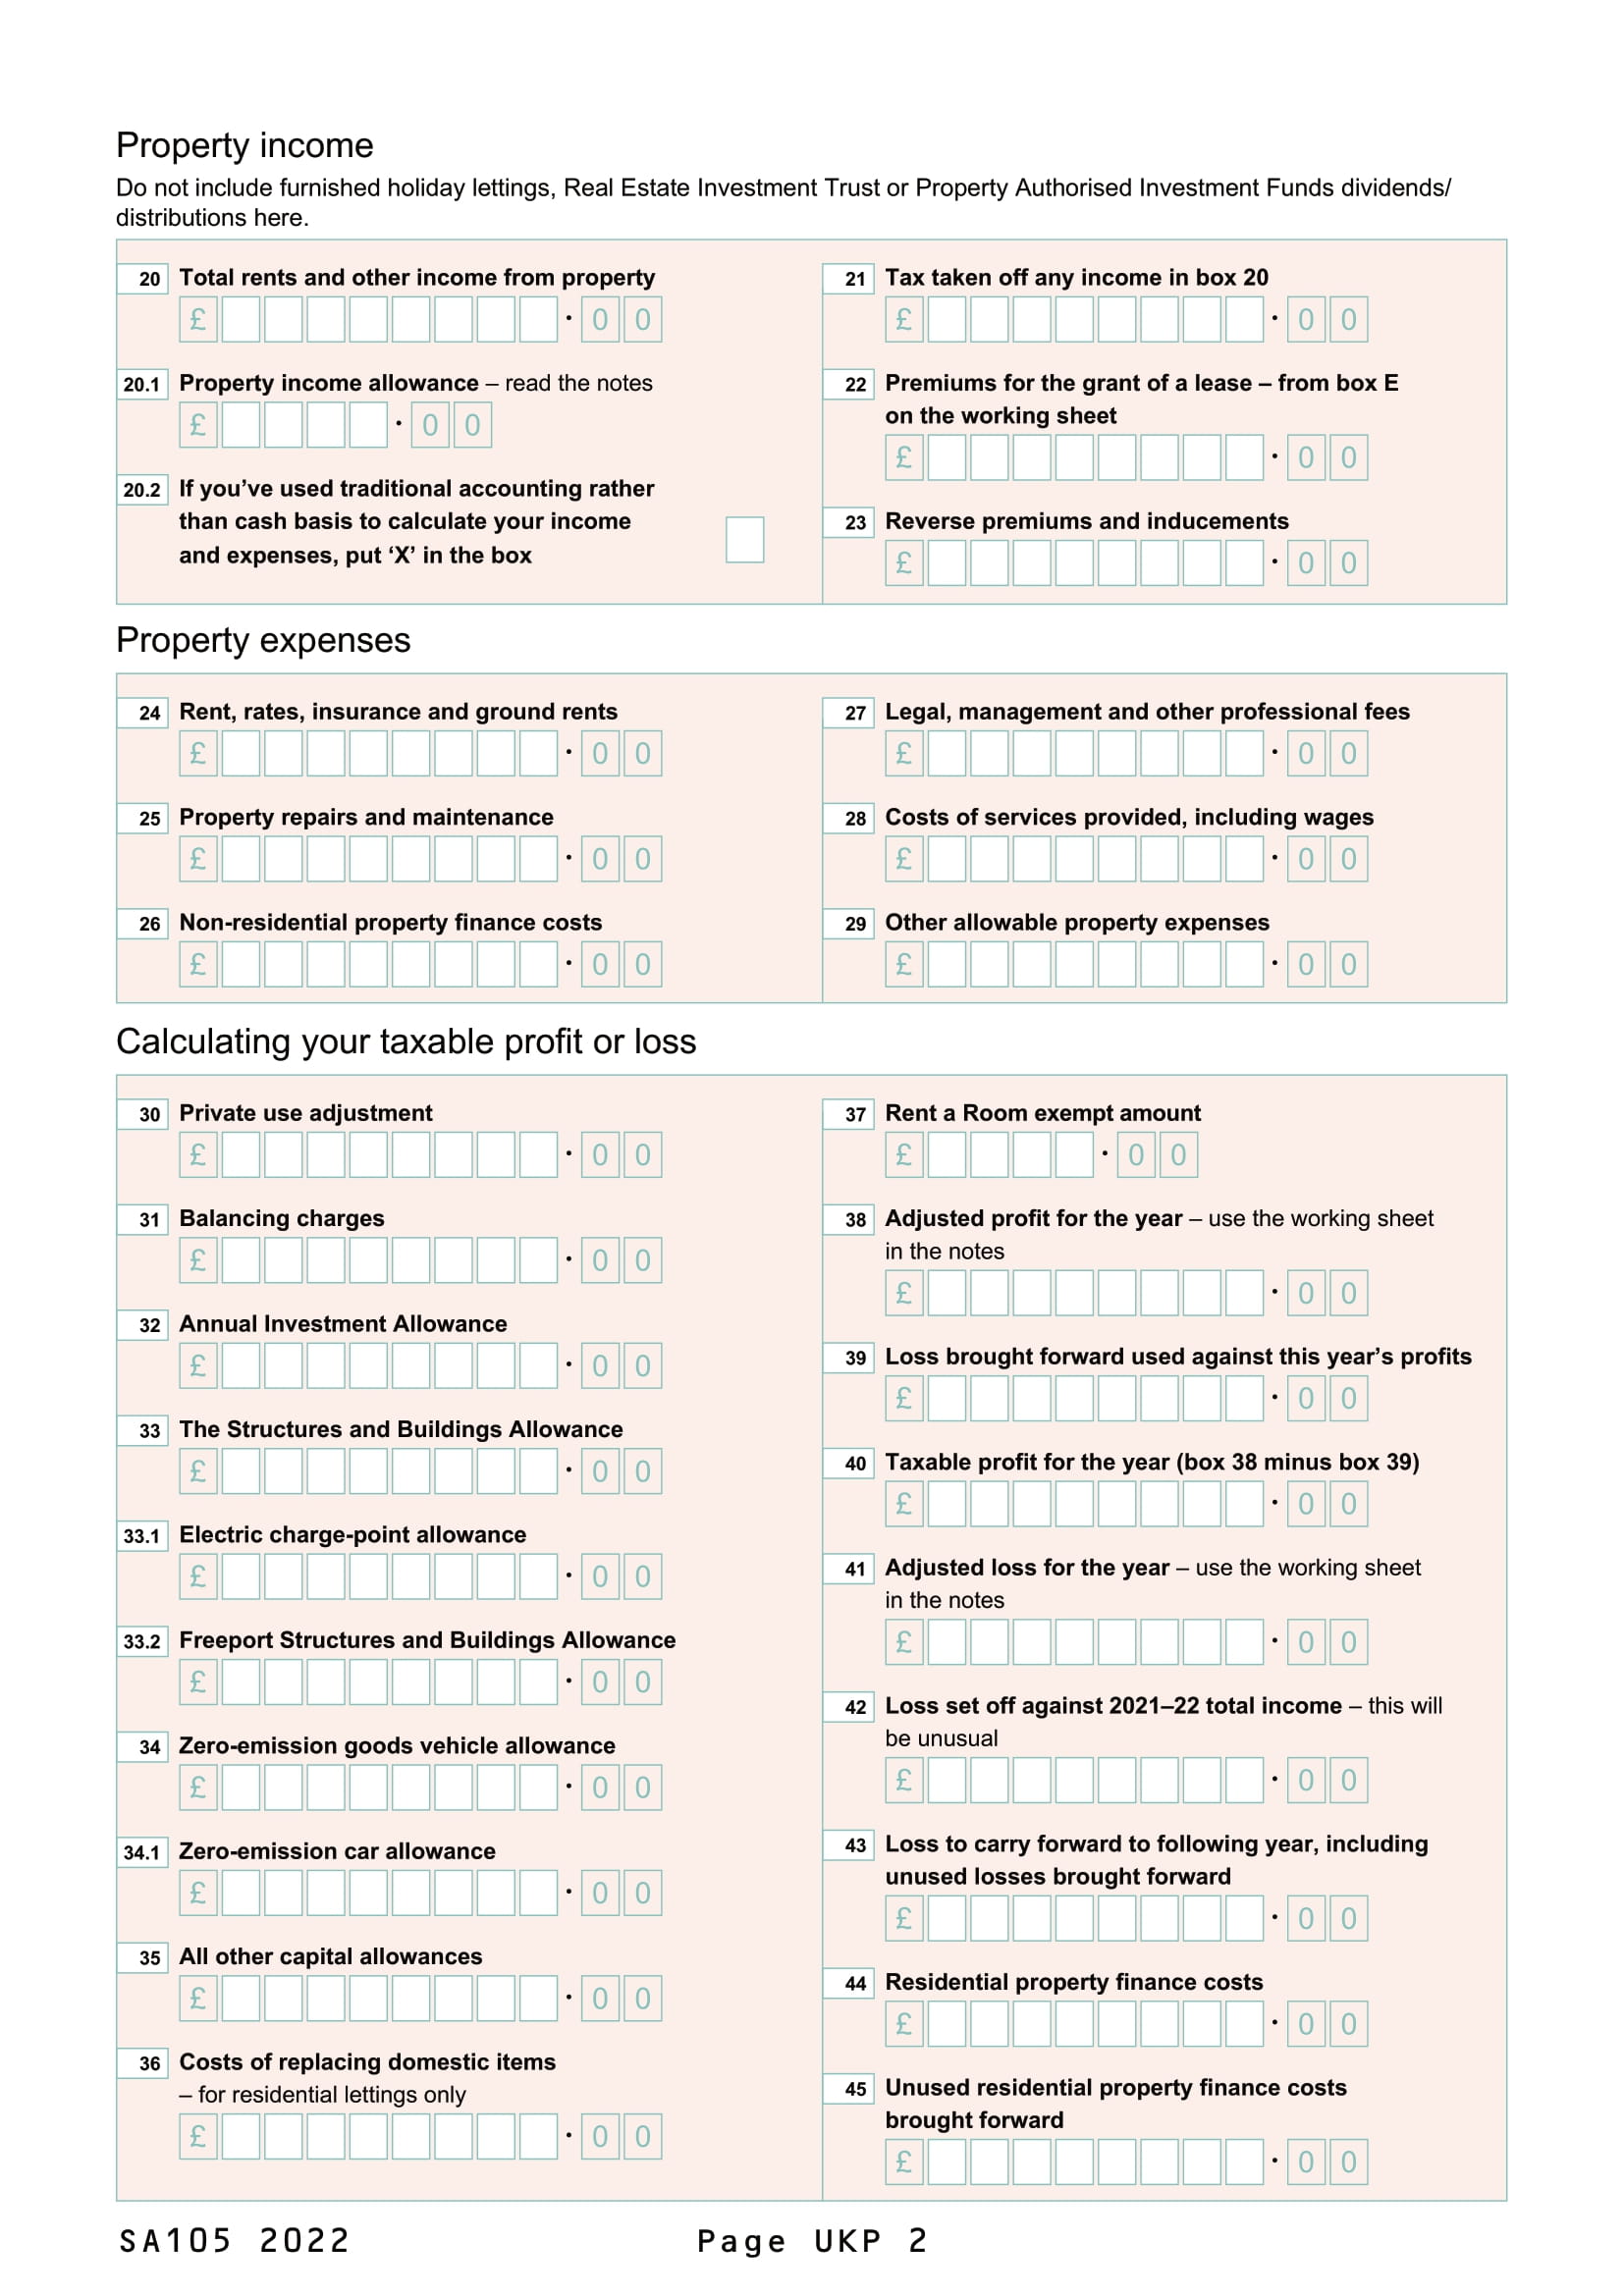 Property income
Do not include furnished holiday lettings, Real Estate Investment Trust or Property Authorised Investment Funds dividends/
distributions here.
20 Total rents and other income from property
£ · 0 0
20.1 Property income allowance – read the notes
£ · 0 0
20.2 If you’ve used traditional accounting rather
than cash basis to calculate your income
and expenses, put ‘X’ in the box
21 Tax taken off any income in box 20
£ · 0 0
22 Premiums for the grant of a lease – from box E
on the working sheet
£ · 0 0
23 Reverse premiums and inducements
£ · 0 0
Property expenses
24 Rent, rates, insurance and ground rents
£ · 0 0
25 Property repairs and maintenance
£ · 0 0
26 Non-residential property finance costs
£ · 0 0
27 Legal, management and other professional fees
£ · 0 0
28 Costs of services provided, including wages
£ · 0 0
29 Other allowable property expenses
£ · 0 0
Calculating your taxable profit or loss
30 Private use adjustment
£ · 0 0
31 Balancing charges
£ · 0 0
32 Annual Investment Allowance
£ · 0 0
33 The Structures and Buildings Allowance
£ · 0 0
33.1 Electric charge-point allowance
£ · 0 0
33.2 Freeport Structures and Buildings Allowance
£ · 0 0
34 Zero-emission goods vehicle allowance
£ · 0 0
34.1 Zero-emission car allowance
£ · 0 0
35 All other capital allowances
£ · 0 0
36 Costs of replacing domestic items
– for residential lettings only
£ · 0 0
37 Rent a Room exempt amount
£ · 0 0
38 Adjusted profit for the year – use the working sheet
in the notes
£ · 0 0
39 Loss brought forward used against this year’s profits
£ · 0 0
40 Taxable profit for the year (box 38 minus box 39)
£ · 0 0
41 Adjusted loss for the year – use the working sheet
in the notes
£ · 0 0
42 Loss set off against 2021–22 total income – this will
be unusual
£ · 0 0
43 Loss to carry forward to following year, including
unused losses brought forward
£ · 0 0
44 Residential property finance costs
£ · 0 0
45 Unused residential property finance costs
brought forward
£ · 0 0
SA105 2022 Page UKP 2